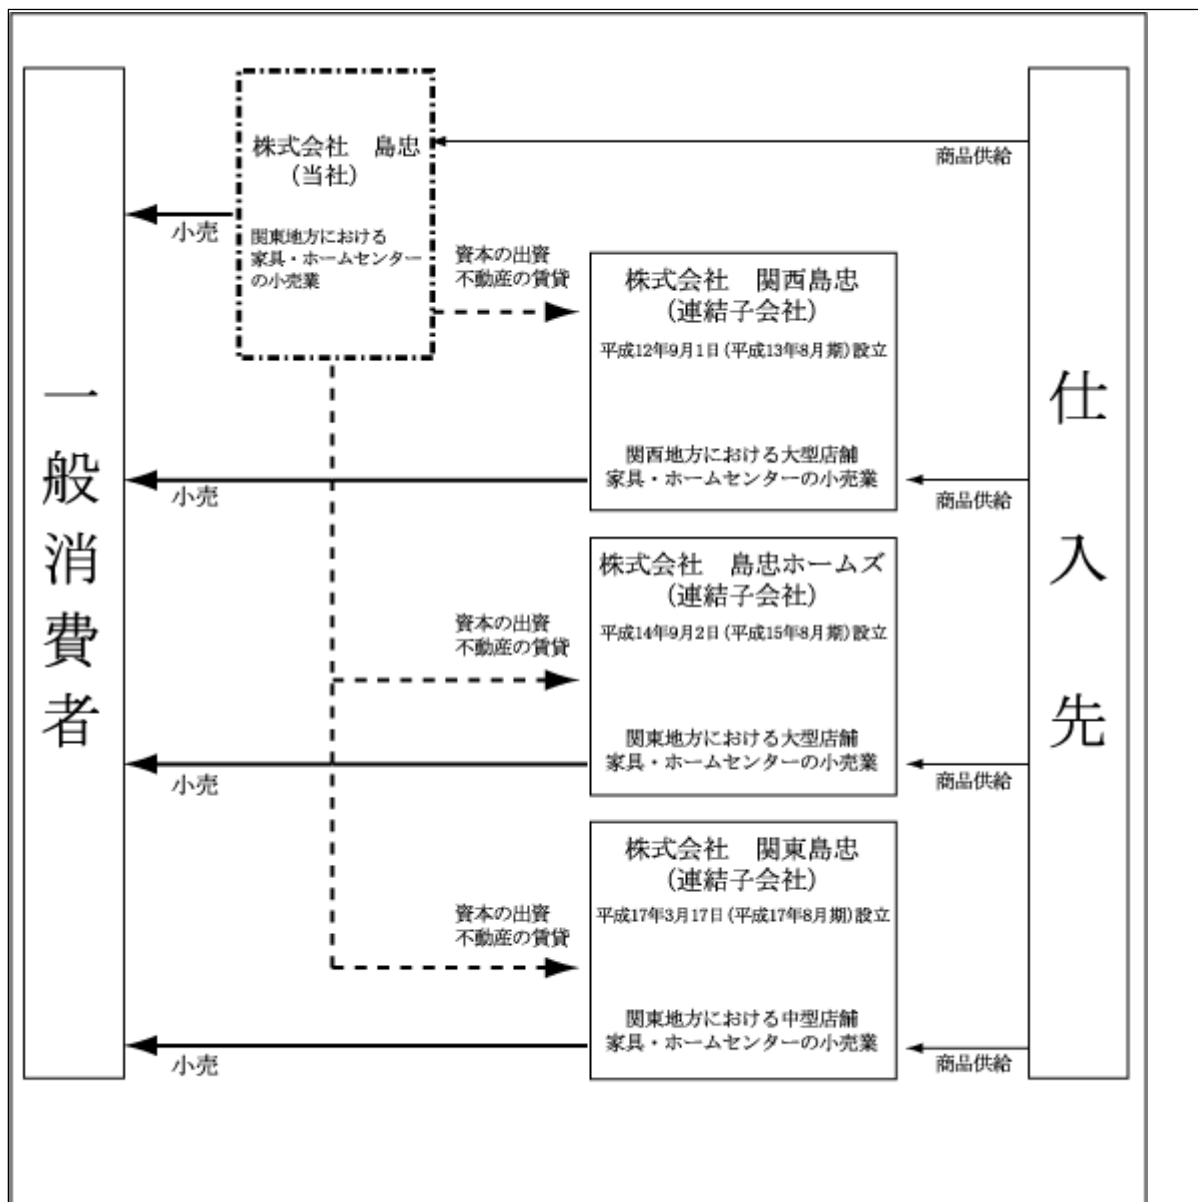 一般消費者
株式会社 島忠
(当社)
関東地方における
家具・ホームセンター
の小売業
小売
商品供給
資本の出資
不動産の賃貸
株式会社 関西島忠
(連結子会社)
平成12年9月1日(平成13年8月期)設立
関西地方における大型店舗
家具・ホームセンターの小売業
小売
商品供給
株式会社 島忠ホームズ
(連結子会社)
平成14年9月2日(平成15年8月期)設立
資本の出資
不動産の賃貸
関東地方における大型店舗
家具・ホームセンターの小売業
小売
商品供給
株式会社 関東島忠
(連結子会社)
平成17年3月17日(平成17年8月期)設立
資本の出資
不動産の賃貸
関東地方における中型店舗
家具・ホームセンターの小売業
小売
商品供給
仕入先